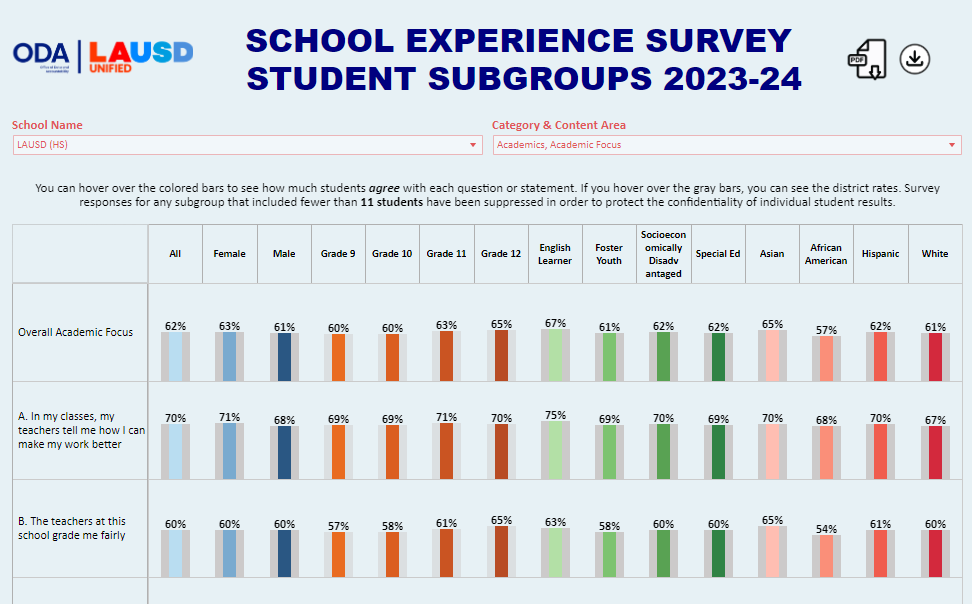 ODA
LAUSD
UNIFIED
SCHOOL EXPERIENCE SURVEY
STUDENT SUBGROUPS 2023-24
PDF
School Name
Category & Content Area
LAUSD (HS)
Academics, Academic Focus
You can hover over the colored bars to see how much students agree with each question or statement. If you hover over the gray bars, you can see the district rates. Survey
responses for any subgroup that included fewer than 11 students have been suppressed in order to protect the confidentiality of individual student results.
All
Female
Male
Grade 9
Grade 10
Grade 11
Grade 12
English
Learner
Foster
Youth
Socioecon
omically
Disadv
antaged
Special Ed
Asian
African
American
Hispanic
White
Overall Academic Focus
62% 63% 61% 60% 60% 63% 65% 67% 61% 62% 62% 65% 57% 62% 61%
A. In my classes, my
teachers tell me how I can
make my work better
70% 71% 68% 69% 69% 71% 70% 75% 69% 70% 69% 70% 68% 70% 67%
B. The teachers at this
school grade me fairly
60% 60% 60% 57% 58% 61% 65% 63% 58% 60% 60% 65% 54% 61% 60%